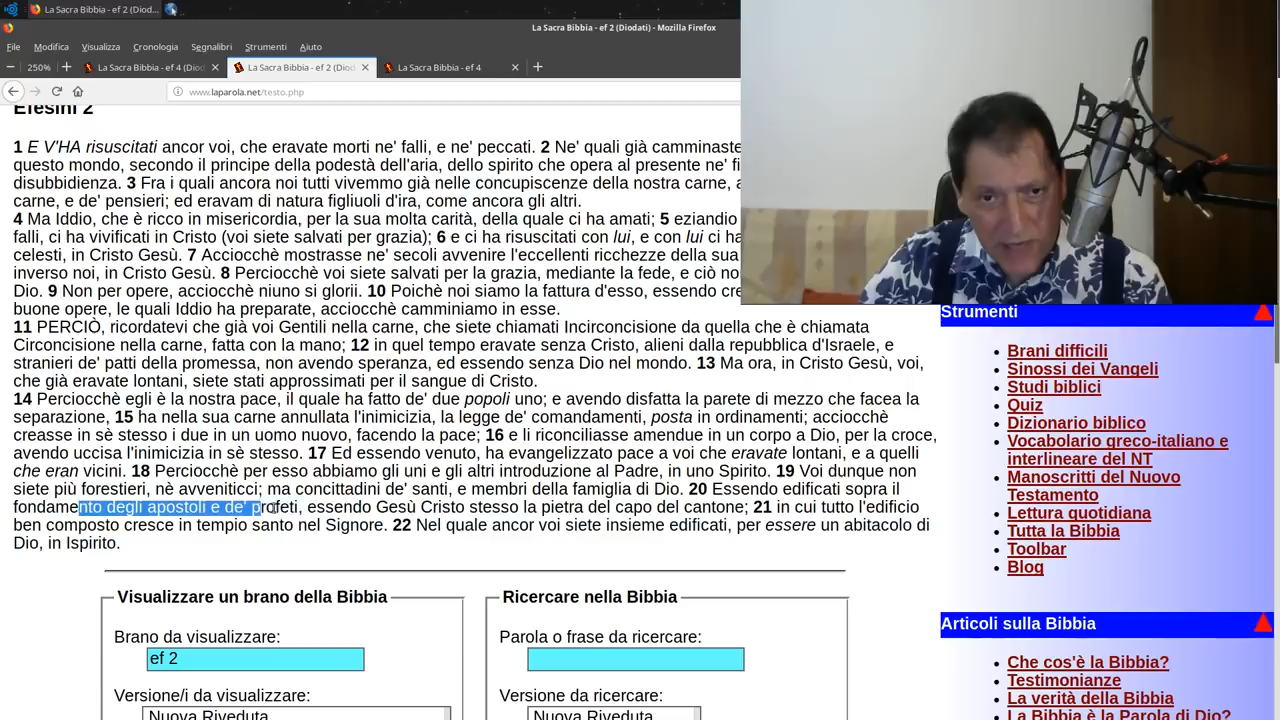 La Sacra Bibbia - ef 2 (Diod...
La Sacra Bibbia - ef 2 (Diodati) - Mozilla Firefox
File Modifica Visualizza Cronologia Segnalibri Strumenti Aiuto
250% La Sacra Bibbia - ef 4 (Diod La Sacra Bibbia - ef 2 (Diod La Sacra Bibbia - ef 4
www.laparola.net/testo.php
Efesini 2
1 E V'HA risuscitati ancor voi, che eravate morti ne' falli, e ne' peccati. 2 Ne' quali già camminaste
questo mondo, secondo il principe della podestà dell'aria, dello spirito che opera al presente ne' fi
disubbidienza. 3 Fra i quali ancora noi tutti vivemmo già nelle concupiscenze della nostra carne, a
carne, e de' pensieri; ed eravam di natura figliuoli d'ira, come ancora gli altri.
4 Ma Iddio, che è ricco in misericordia, per la sua molta carità, della quale ci ha amati; 5 eziandio
falli, ci ha vivificati in Cristo (voi siete salvati per grazia); 6 e ci ha risuscitati con lui, e con lui ci ha
celesti, in Cristo Gesù. 7 Acciocchè mostrasse ne' secoli avvenire l'eccellenti ricchezze della sua
inverso noi, in Cristo Gesù. 8 Perciocchè voi siete salvati per la grazia, mediante la fede, e ciò no
Dio. 9 Non per opere, acciocchè niuno si glorii. 10 Poichè noi siamo la fattura d'esso, essendo cre
buone opere, le quali Iddio ha preparate, acciocchè camminiamo in esse.
11 PERCIÒ, ricordatevi che già voi Gentili nella carne, che siete chiamati Incirconcisione da quella che è chiamata
Circoncisione nella carne, fatta con la mano; 12 in quel tempo eravate senza Cristo, alieni dalla repubblica d'Israele, e
stranieri de' patti della promessa, non avendo speranza, ed essendo senza Dio nel mondo. 13 Ma ora, in Cristo Gesù, voi,
che già eravate lontani, siete stati approssimati per il sangue di Cristo.
14 Perciocchè egli è la nostra pace, il quale ha fatto de' due popoli uno; e avendo disfatta la parete di mezzo che facea la
separazione, 15 ha nella sua carne annullata l'inimicizia, la legge de' comandamenti, posta in ordinamenti; acciocchè
creasse in sè stesso i due in un uomo nuovo, facendo la pace; 16 e li riconciliasse amendue in un corpo a Dio, per la croce,
avendo uccisa l'inimicizia in sè stesso. 17 Ed essendo venuto, ha evangelizzato pace a voi che eravate lontani, e a quelli
che eran vicini. 18 Perciocchè per esso abbiamo gli uni e gli altri introduzione al Padre, in uno Spirito. 19 Voi dunque non
siete più forestieri, nè avveniticci; ma concittadini de' santi, e membri della famiglia di Dio. 20 Essendo edificati sopra il
fondamento degli apostoli e de' profeti, essendo Gesù Cristo stesso la pietra del capo del cantone; 21 in cui tutto l'edificio
ben composto cresce in tempio santo nel Signore. 22 Nel quale ancor voi siete insieme edificati, per essere un abitacolo di
Dio, in Ispirito.
Visualizzare un brano della Bibbia
Brano da visualizzare:
ef 2
Versione/i da visualizzare:
Nuova Riveduta
Ricercare nella Bibbia
Parola o frase da ricercare:
Versione da ricercare:
Nuova Riveduta
Strumenti
Brani difficili
Sinossi dei Vangeli
Studi biblici
Quiz
Dizionario biblico
Vocabolario greco-italiano e
interlineare del NT
Manoscritti del Nuovo
Testamento
Lettura quotidiana
Tutta la Bibbia
Toolbar
Blog
Articoli sulla Bibbia
Che cos'è la Bibbia?
Testimonianze
La verità della Bibbia
La Bibbia è la Parola di Dio?